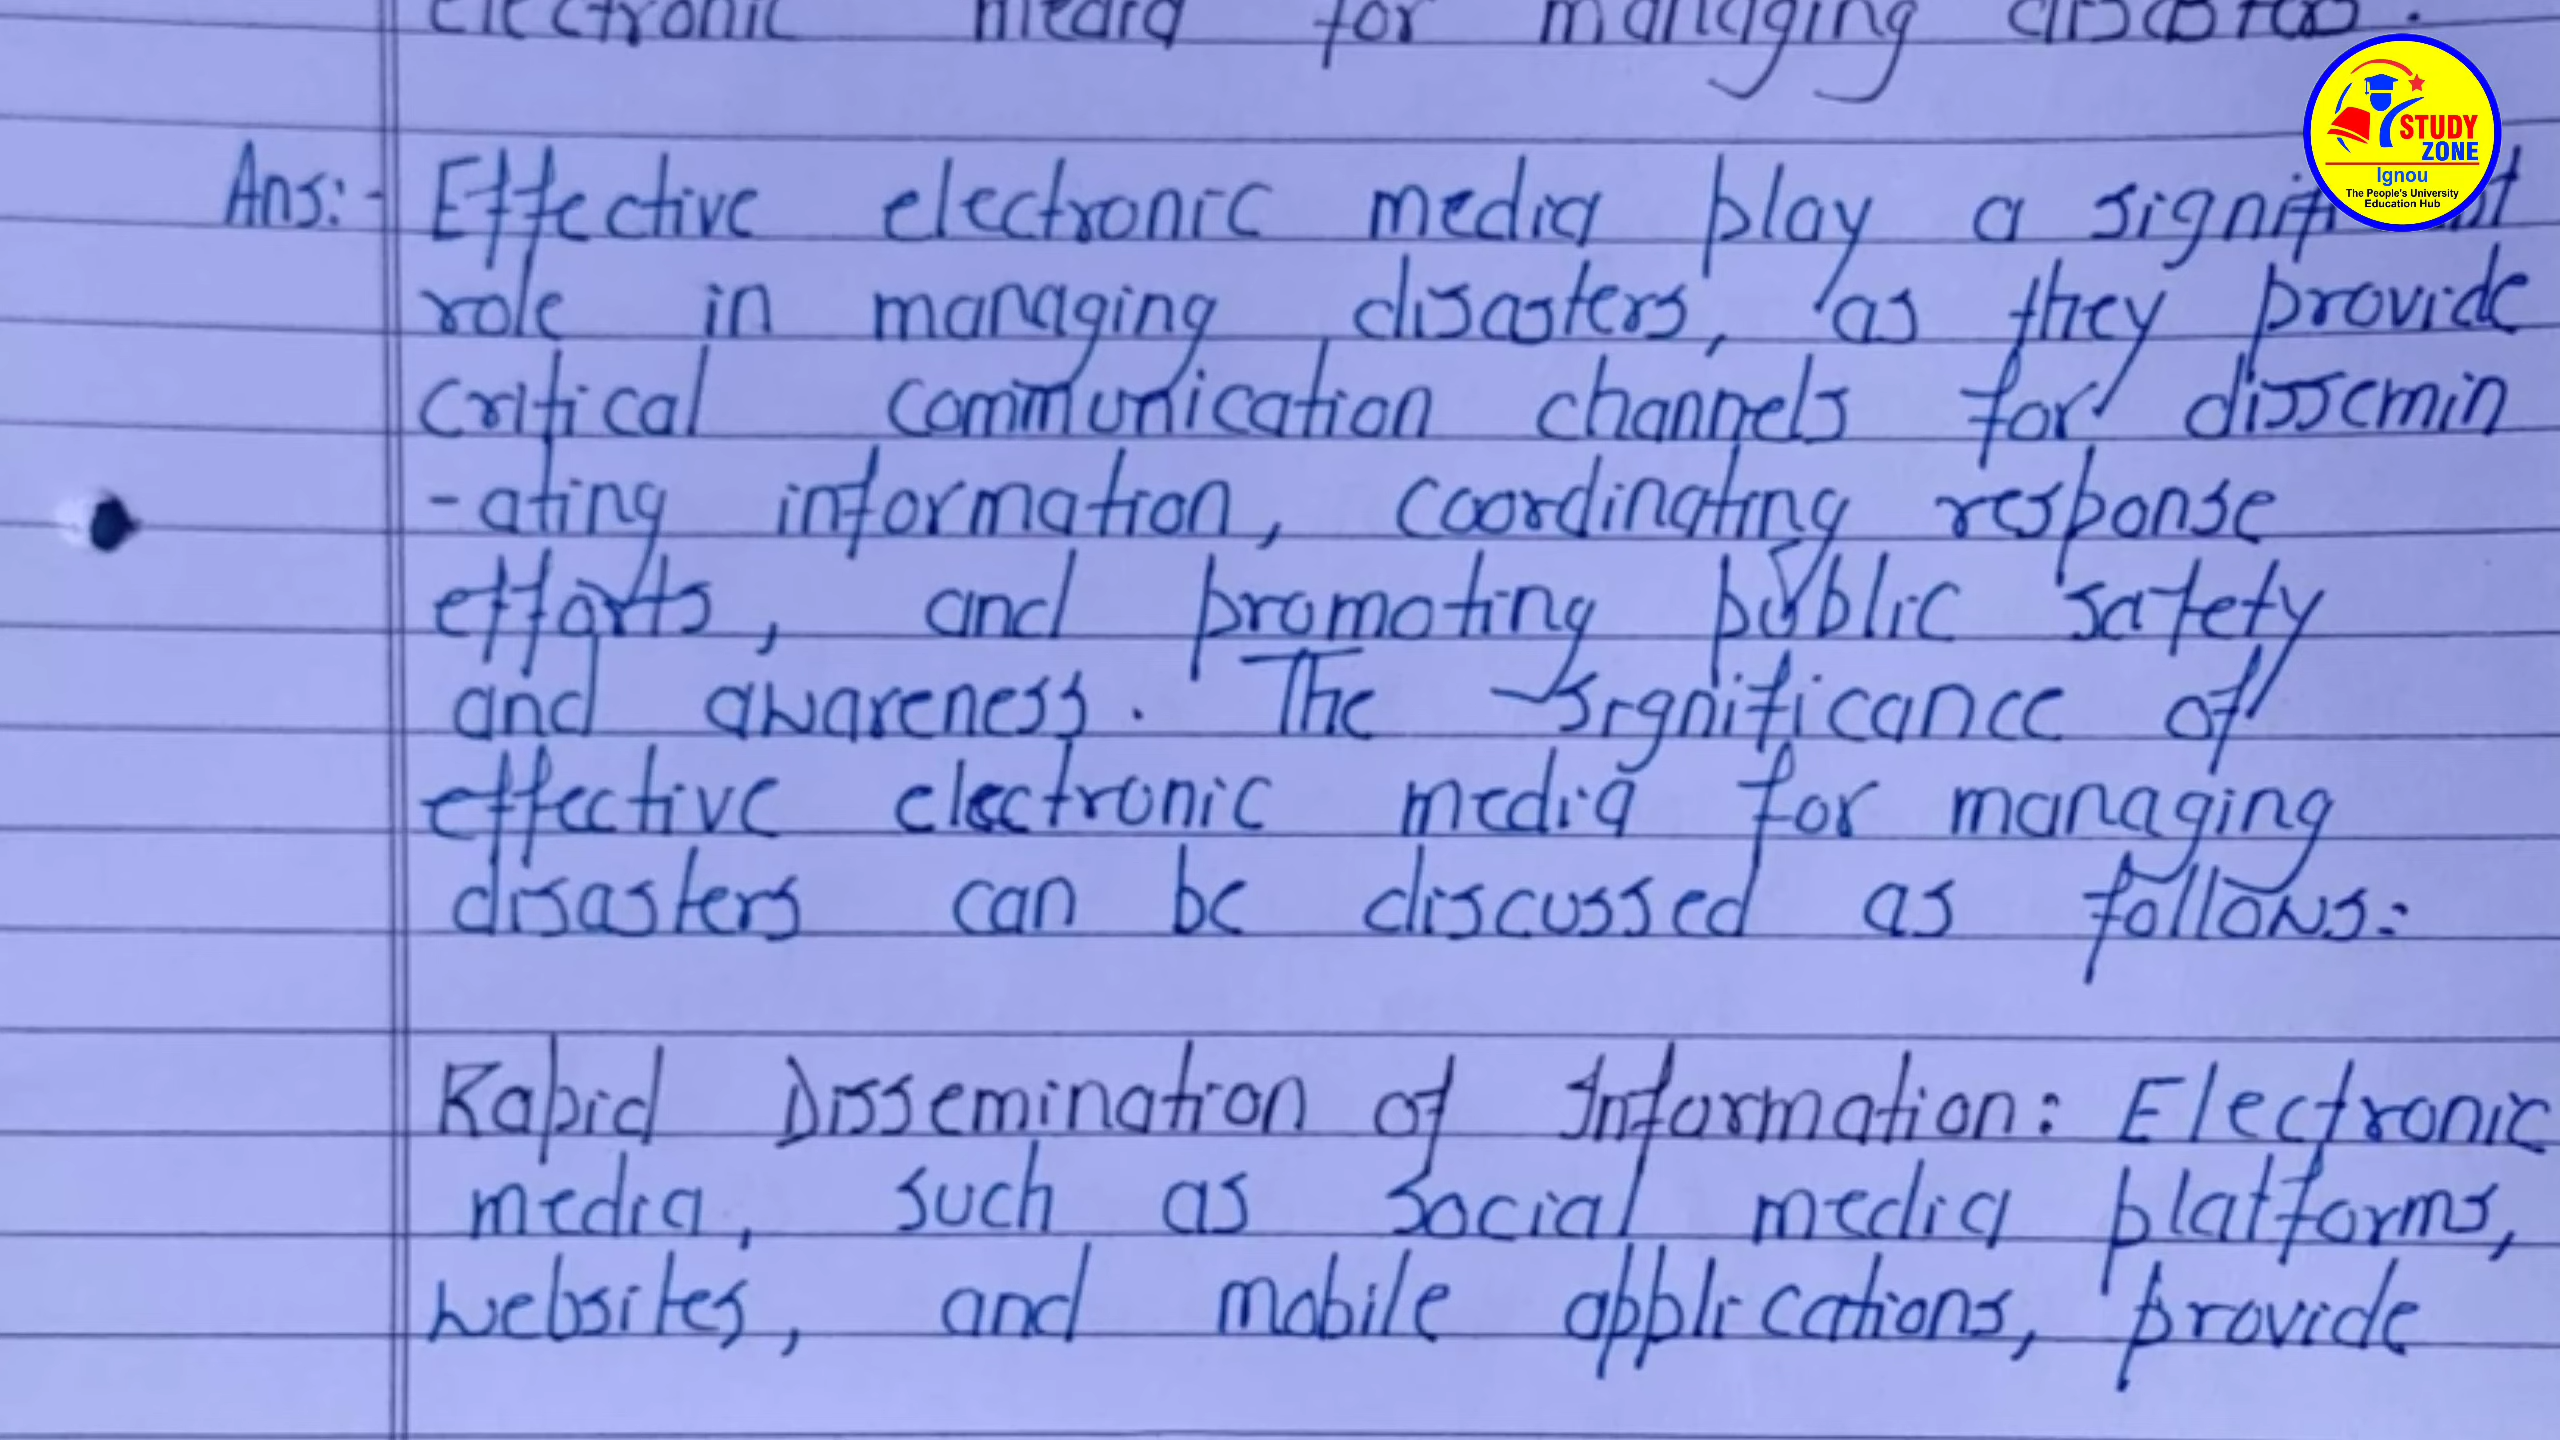 electronic media for managing disasters.
STUDY
ZONE
Ignou
The People's University
Education Hub
Ans:- Effective electronic media play a
role in managing disasters, as they provide
critical communication channels for dissemin
-ating information, coordinating response
efforts, and promoting public safety
and awareness. The significance of
effective electronic media for managing
disasters can be discussed as follows:
Rapid Dissemination of Information: Electronic
media, such as social media platforms,
websites, and mobile applications, provide